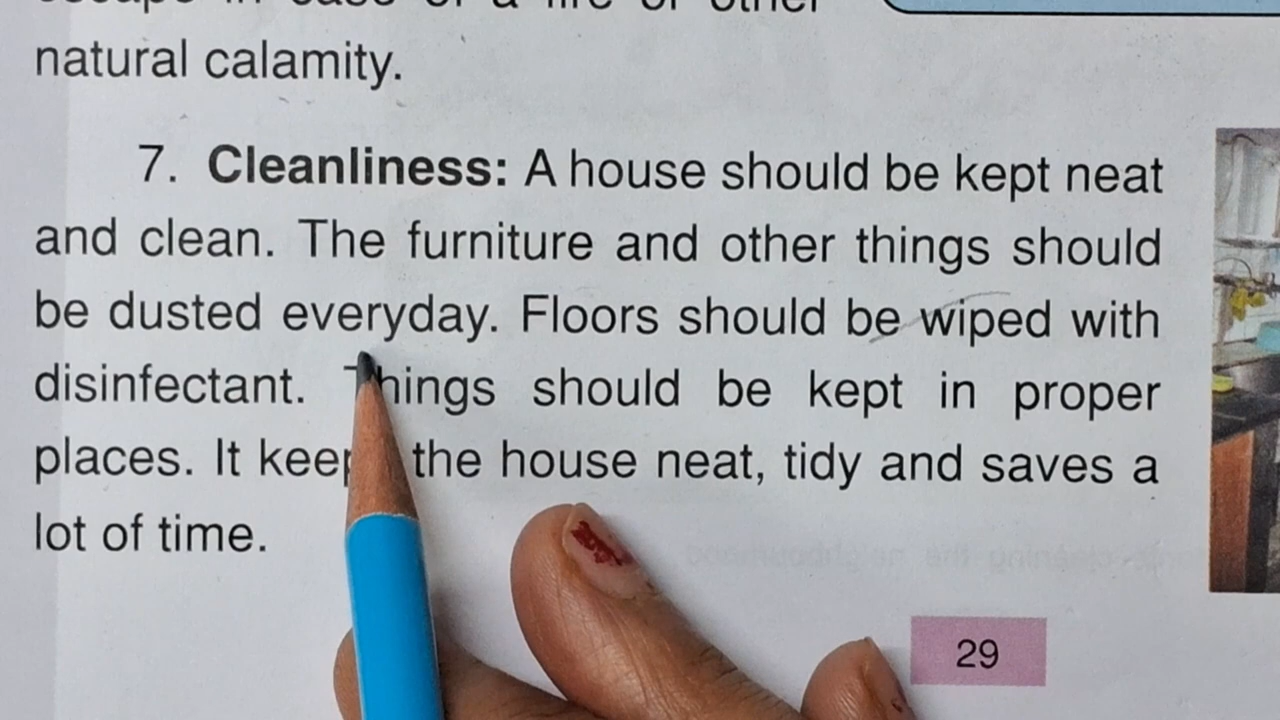 natural calamity.
7. Cleanliness: A house should be kept neat
and clean. The furniture and other things should
be dusted everyday. Floors should be wiped with
disinfectant. Things should be kept in proper
places. It keeps the house neat, tidy and saves a
lot of time.
29